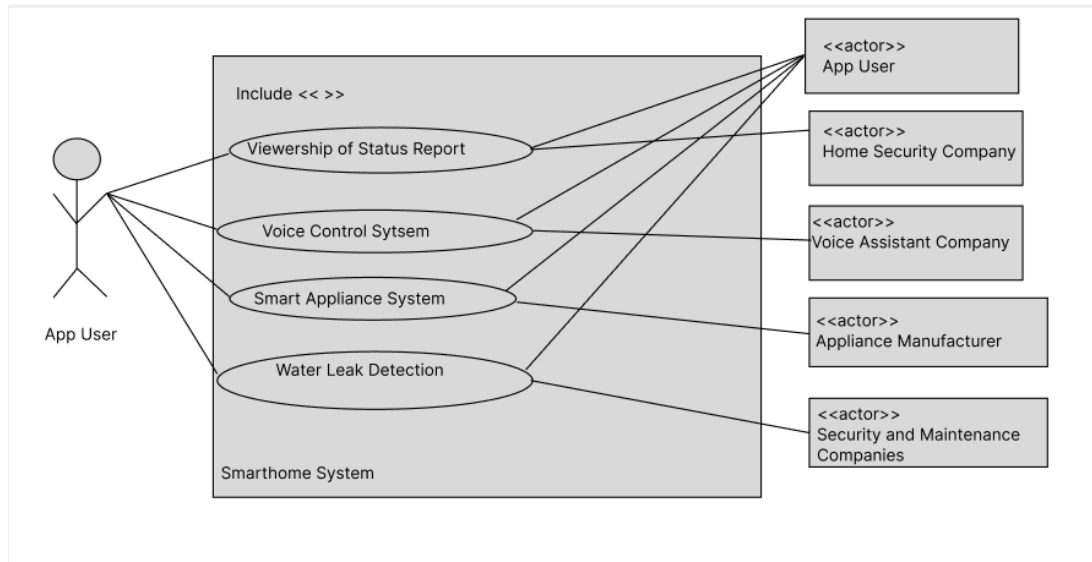 Include << >>
Viewership of Status Report
Voice Control Sytsem
Smart Appliance System
Water Leak Detection
Smarthome System
App User
<<actor>>
App User
<<actor>>
Home Security Company
<<actor>>
Voice Assistant Company
<<actor>>
Appliance Manufacturer
<<actor>>
Security and Maintenance
Companies